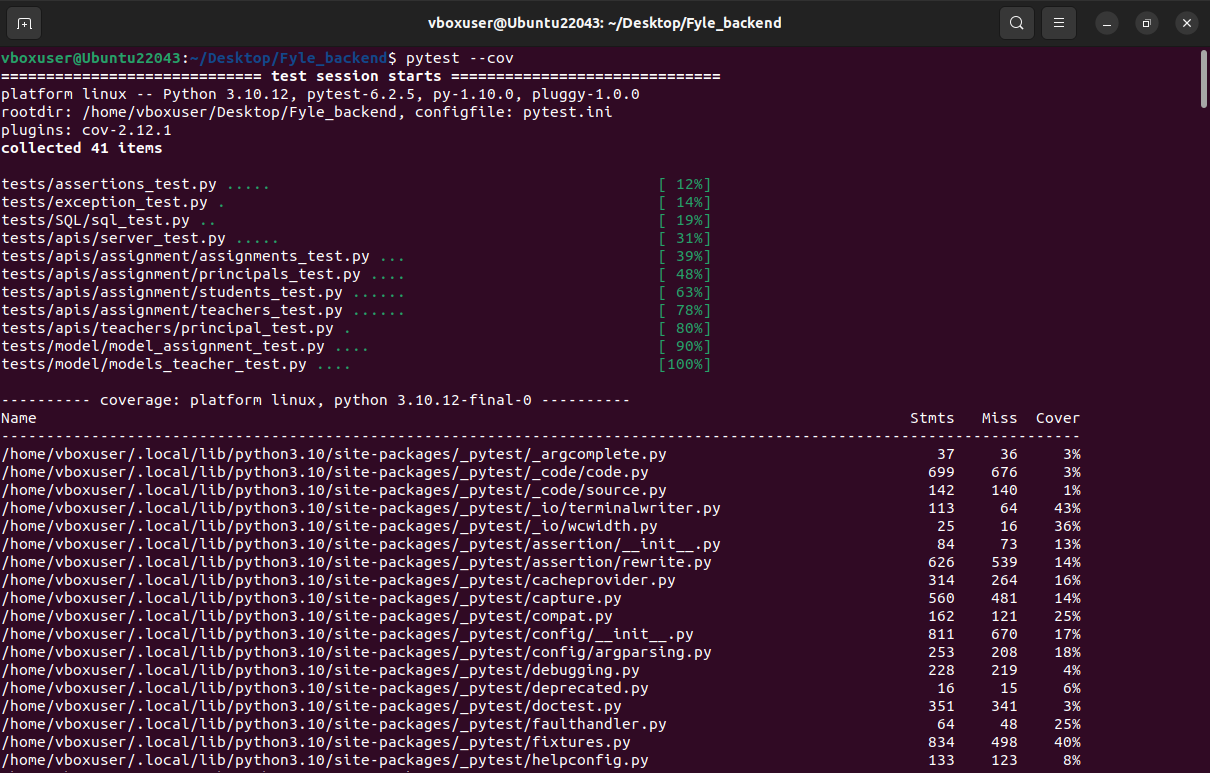 vboxuser@Ubuntu22043: ~/Desktop/Fyle_backend
vboxuser@Ubuntu22043:~/Desktop/Fyle_backend$ pytest --cov
============================= test session starts ==============================
platform linux -- Python 3.10.12, pytest-6.2.5, py-1.10.0, pluggy-1.0.0
rootdir: /home/vboxuser/Desktop/Fyle_backend, configfile: pytest.ini
plugins: cov-2.12.1
collected 41 items
tests/assertions_test.py ..... [ 12%]
tests/exception_test.py . [ 14%]
tests/SQL/sql_test.py .. [ 19%]
tests/apis/server_test.py ..... [ 31%]
tests/apis/assignment/assignments_test.py ... [ 39%]
tests/apis/assignment/principals_test.py .... [ 48%]
tests/apis/assignment/students_test.py ...... [ 63%]
tests/apis/assignment/teachers_test.py ...... [ 78%]
tests/apis/teachers/principal_test.py . [ 80%]
tests/model/model_assignment_test.py .... [ 90%]
tests/model/models_teacher_test.py .... [100%]
---------- coverage: platform linux, python 3.10.12-final-0 ----------
Name Stmts Miss Cover
------------------------------------------------------------------------------------------------------------------------
/home/vboxuser/.local/lib/python3.10/site-packages/_pytest/_argcomplete.py 37 36 3%
/home/vboxuser/.local/lib/python3.10/site-packages/_pytest/_code/code.py 699 676 3%
/home/vboxuser/.local/lib/python3.10/site-packages/_pytest/_code/source.py 142 140 1%
/home/vboxuser/.local/lib/python3.10/site-packages/_pytest/_io/terminalwriter.py 113 64 43%
/home/vboxuser/.local/lib/python3.10/site-packages/_pytest/_io/wcwidth.py 25 16 36%
/home/vboxuser/.local/lib/python3.10/site-packages/_pytest/assertion/__init__.py 84 73 13%
/home/vboxuser/.local/lib/python3.10/site-packages/_pytest/assertion/rewrite.py 626 539 14%
/home/vboxuser/.local/lib/python3.10/site-packages/_pytest/cacheprovider.py 314 264 16%
/home/vboxuser/.local/lib/python3.10/site-packages/_pytest/capture.py 560 481 14%
/home/vboxuser/.local/lib/python3.10/site-packages/_pytest/compat.py 162 121 25%
/home/vboxuser/.local/lib/python3.10/site-packages/_pytest/config/__init__.py 811 670 17%
/home/vboxuser/.local/lib/python3.10/site-packages/_pytest/config/argparsing.py 253 208 18%
/home/vboxuser/.local/lib/python3.10/site-packages/_pytest/debugging.py 228 219 4%
/home/vboxuser/.local/lib/python3.10/site-packages/_pytest/deprecated.py 16 15 6%
/home/vboxuser/.local/lib/python3.10/site-packages/_pytest/doctest.py 351 341 3%
/home/vboxuser/.local/lib/python3.10/site-packages/_pytest/faulthandler.py 64 48 25%
/home/vboxuser/.local/lib/python3.10/site-packages/_pytest/fixtures.py 834 498 40%
/home/vboxuser/.local/lib/python3.10/site-packages/_pytest/helpconfig.py 133 123 8%